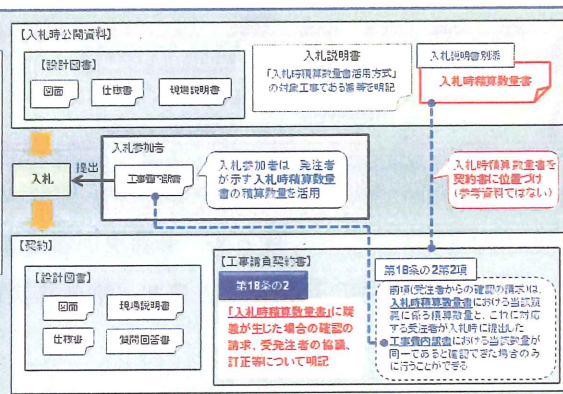 【入札時公開資料】
【設計図書】
図面
仕様書
現場説明書
入札説明書
「入札時積算数量書活用方式」
の対象工事である旨等を明記
入札説明書別添
入札時積算数量書
入札
提出
入札参加者
工事費内訳書
入札参加者は、発注者
が示す入札時積算数量
書の積算数量を活用
入札時積算数量書を
契約書に位置づけ
(参考資料ではない)
【契約】
【設計図書】
図面
現場説明書
仕様書
質問回答書
【工事請負契約書】
第18条の2
「入札時積算数量書」に疑
義が生じた場合の確認の
請求、受発注者の協議、
訂正等について明記
第18条の2第2項
前項(受注者からの確認の請求)は、
入札時積算数量書における当該疑
義に係る積算数量と、これに対応
する受注者が入札時に提出した
工事費内訳書における当該数量が
同一であると確認できた場合のみ
に行うことができる